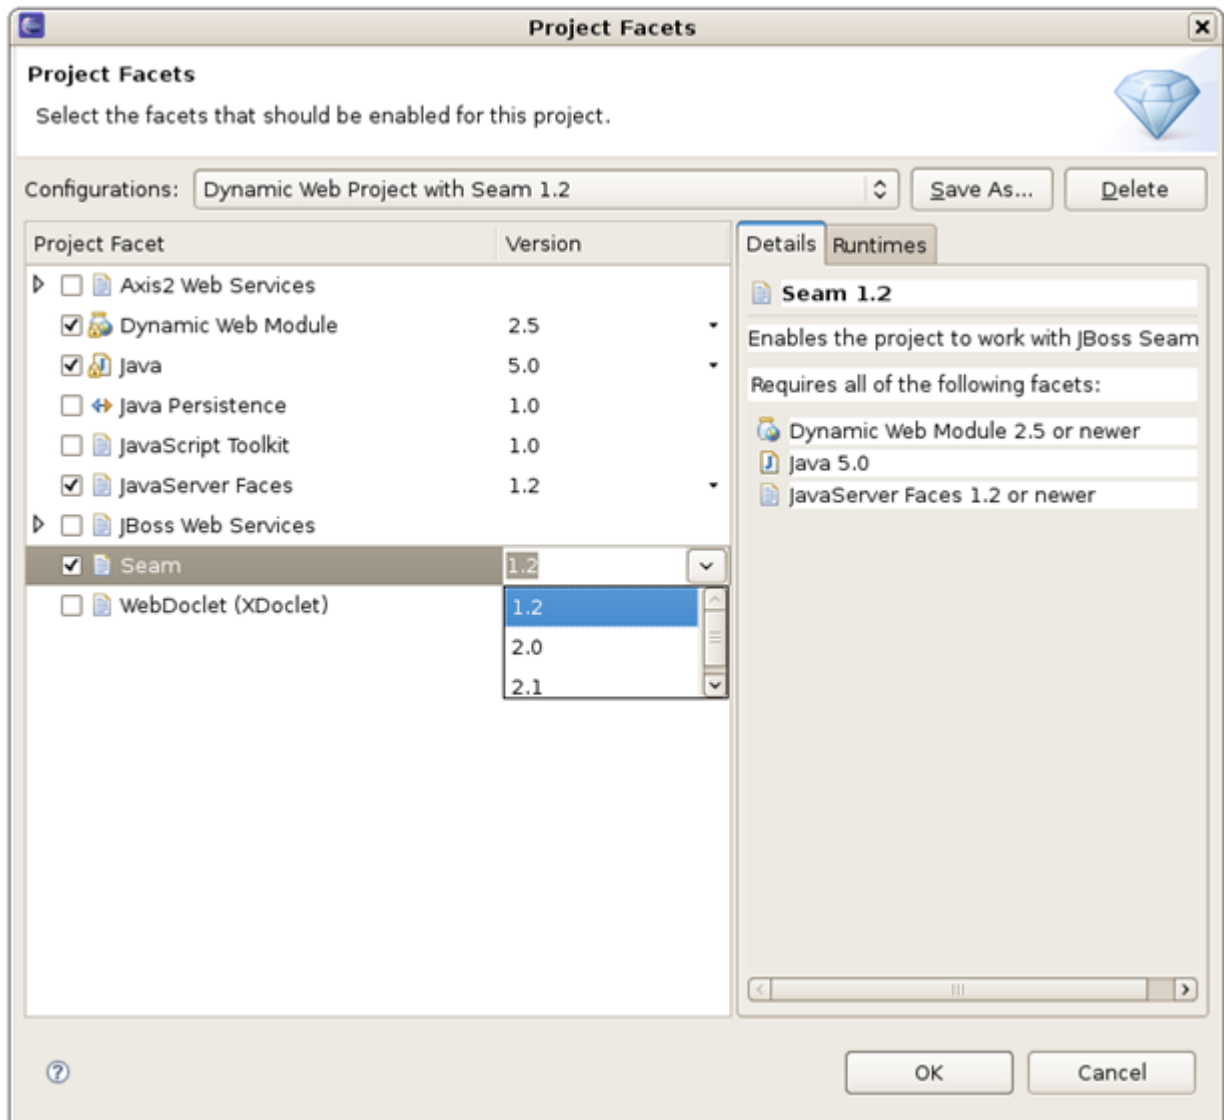 Project Facets
Project Facets
Select the facets that should be enabled for this project.
Configurations: Dynamic Web Project with Seam 1.2 Save As... Delete
Project Facet Version
Axis2 Web Services
Dynamic Web Module 2.5
Java 5.0
Java Persistence 1.0
JavaScript Toolkit 1.0
JavaServer Faces 1.2
JBoss Web Services
Seam 1.2
WebDoclet (XDoclet)
1.2
2.0
2.1
Details Runtimes
Seam 1.2
Enables the project to work with JBoss Seam
Requires all of the following facets:
Dynamic Web Module 2.5 or newer
Java 5.0
JavaServer Faces 1.2 or newer
OK Cancel